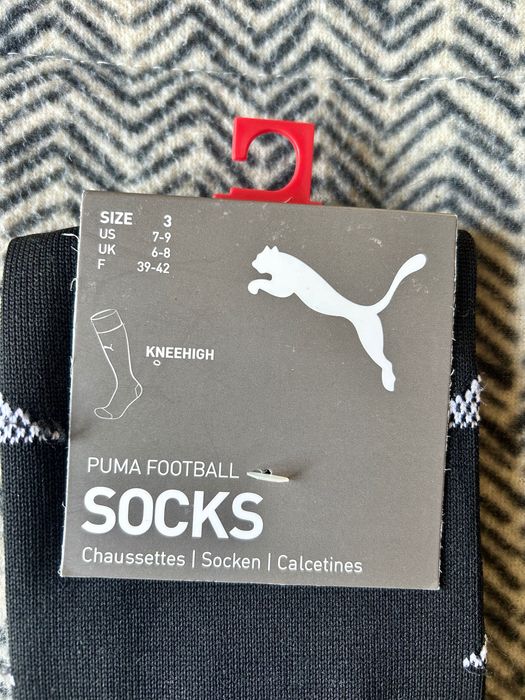 SIZE 3
US 7-9
UK 6-8
F 39-42
KNEEHIGH
PUMA FOOTBALL
SOCKS
Chaussettes | Socken | Calcetines